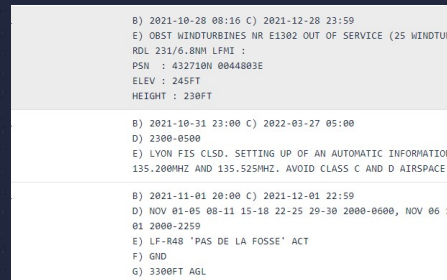 B) 2021-10-28 08:16 C) 2021-12-28 23:59
E) OBST WINDTURBINES NR E1302 OUT OF SERVICE (25 WINDTU
RDL 231/6.8NM LFMI :
PSN : 432710N 0044803E
ELEV : 245FT
HEIGHT : 230FT
B) 2021-10-31 23:00 C) 2022-03-27 05:00
D) 2300-0500
E) LYON FIS CLSD. SETTING UP OF AN AUTOMATIC INFORMATIO
135.200MHZ AND 135.525MHZ. AVOID CLASS C AND D AIRSPACE
B) 2021-11-01 20:00 C) 2021-12-01 22:59
D) NOV 01-05 08-11 15-18 22-25 29-30 2000-0600, NOV 06
01 2000-2259
E) LF-R48 'PAS DE LA FOSSE' ACT
F) GND
G) 3300FT AGL